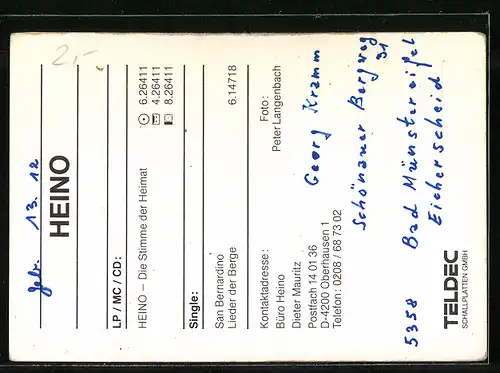 2,-
gebr. 13. 12
HEINO
LP / MC / CD:
HEINO – Die Stimme der Heimat 6.26411
4.26411
8.26411
Single:
San Bernardino
Lieder der Berge 6.14718
Kontaktadresse: Foto:
Büro Heino Peter Langenbach
Dieter Mauritz
Postfach 14 01 36
D-4200 Oberhausen 1
Telefon: 0208 / 68 73 02
Georg Kramm
Schönauer Bergweg
31
5358 Bad Münstereifel
Eicherscheid
TELDEC
SCHALLPLATTEN GMBH